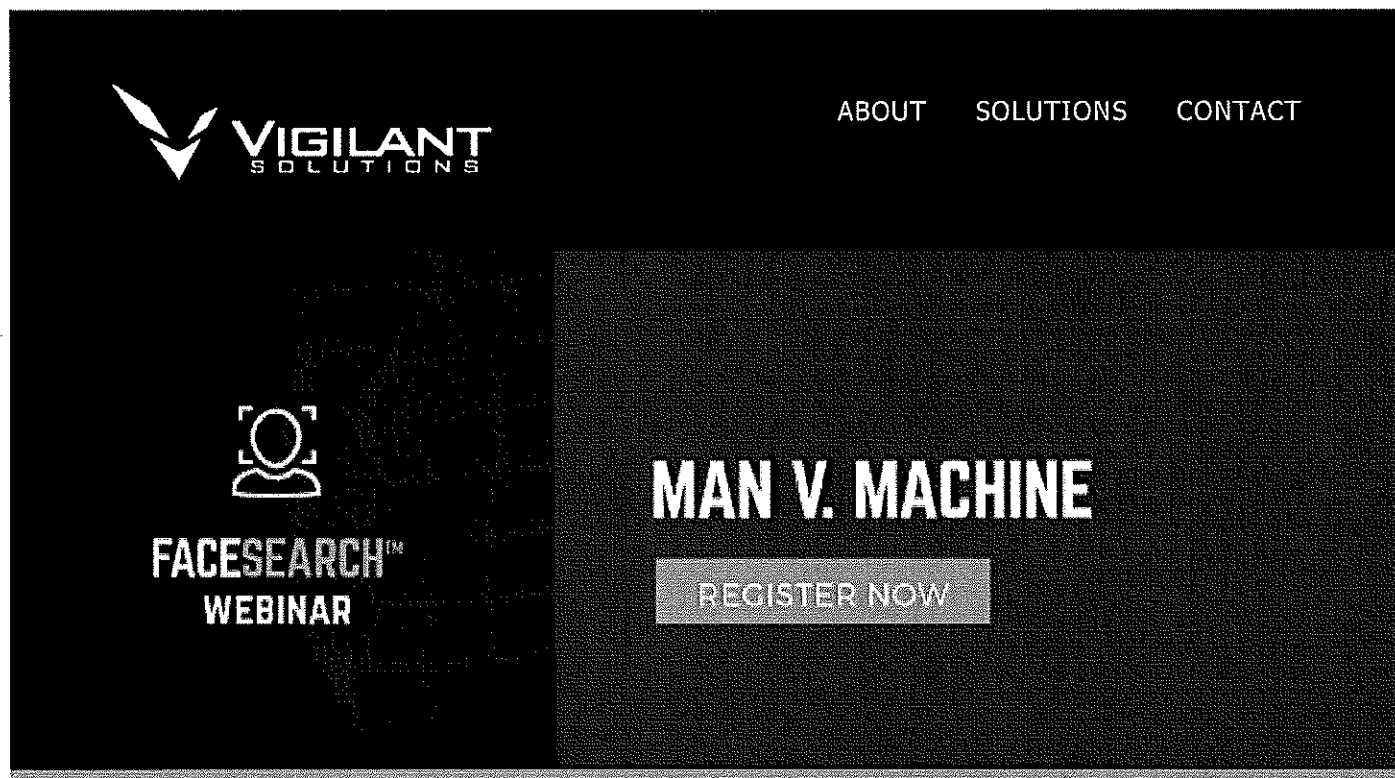 VIGILANT
SOLUTIONS
ABOUT SOLUTIONS CONTACT
FACESEARCH™
WEBINAR
MAN V. MACHINE
REGISTER NOW